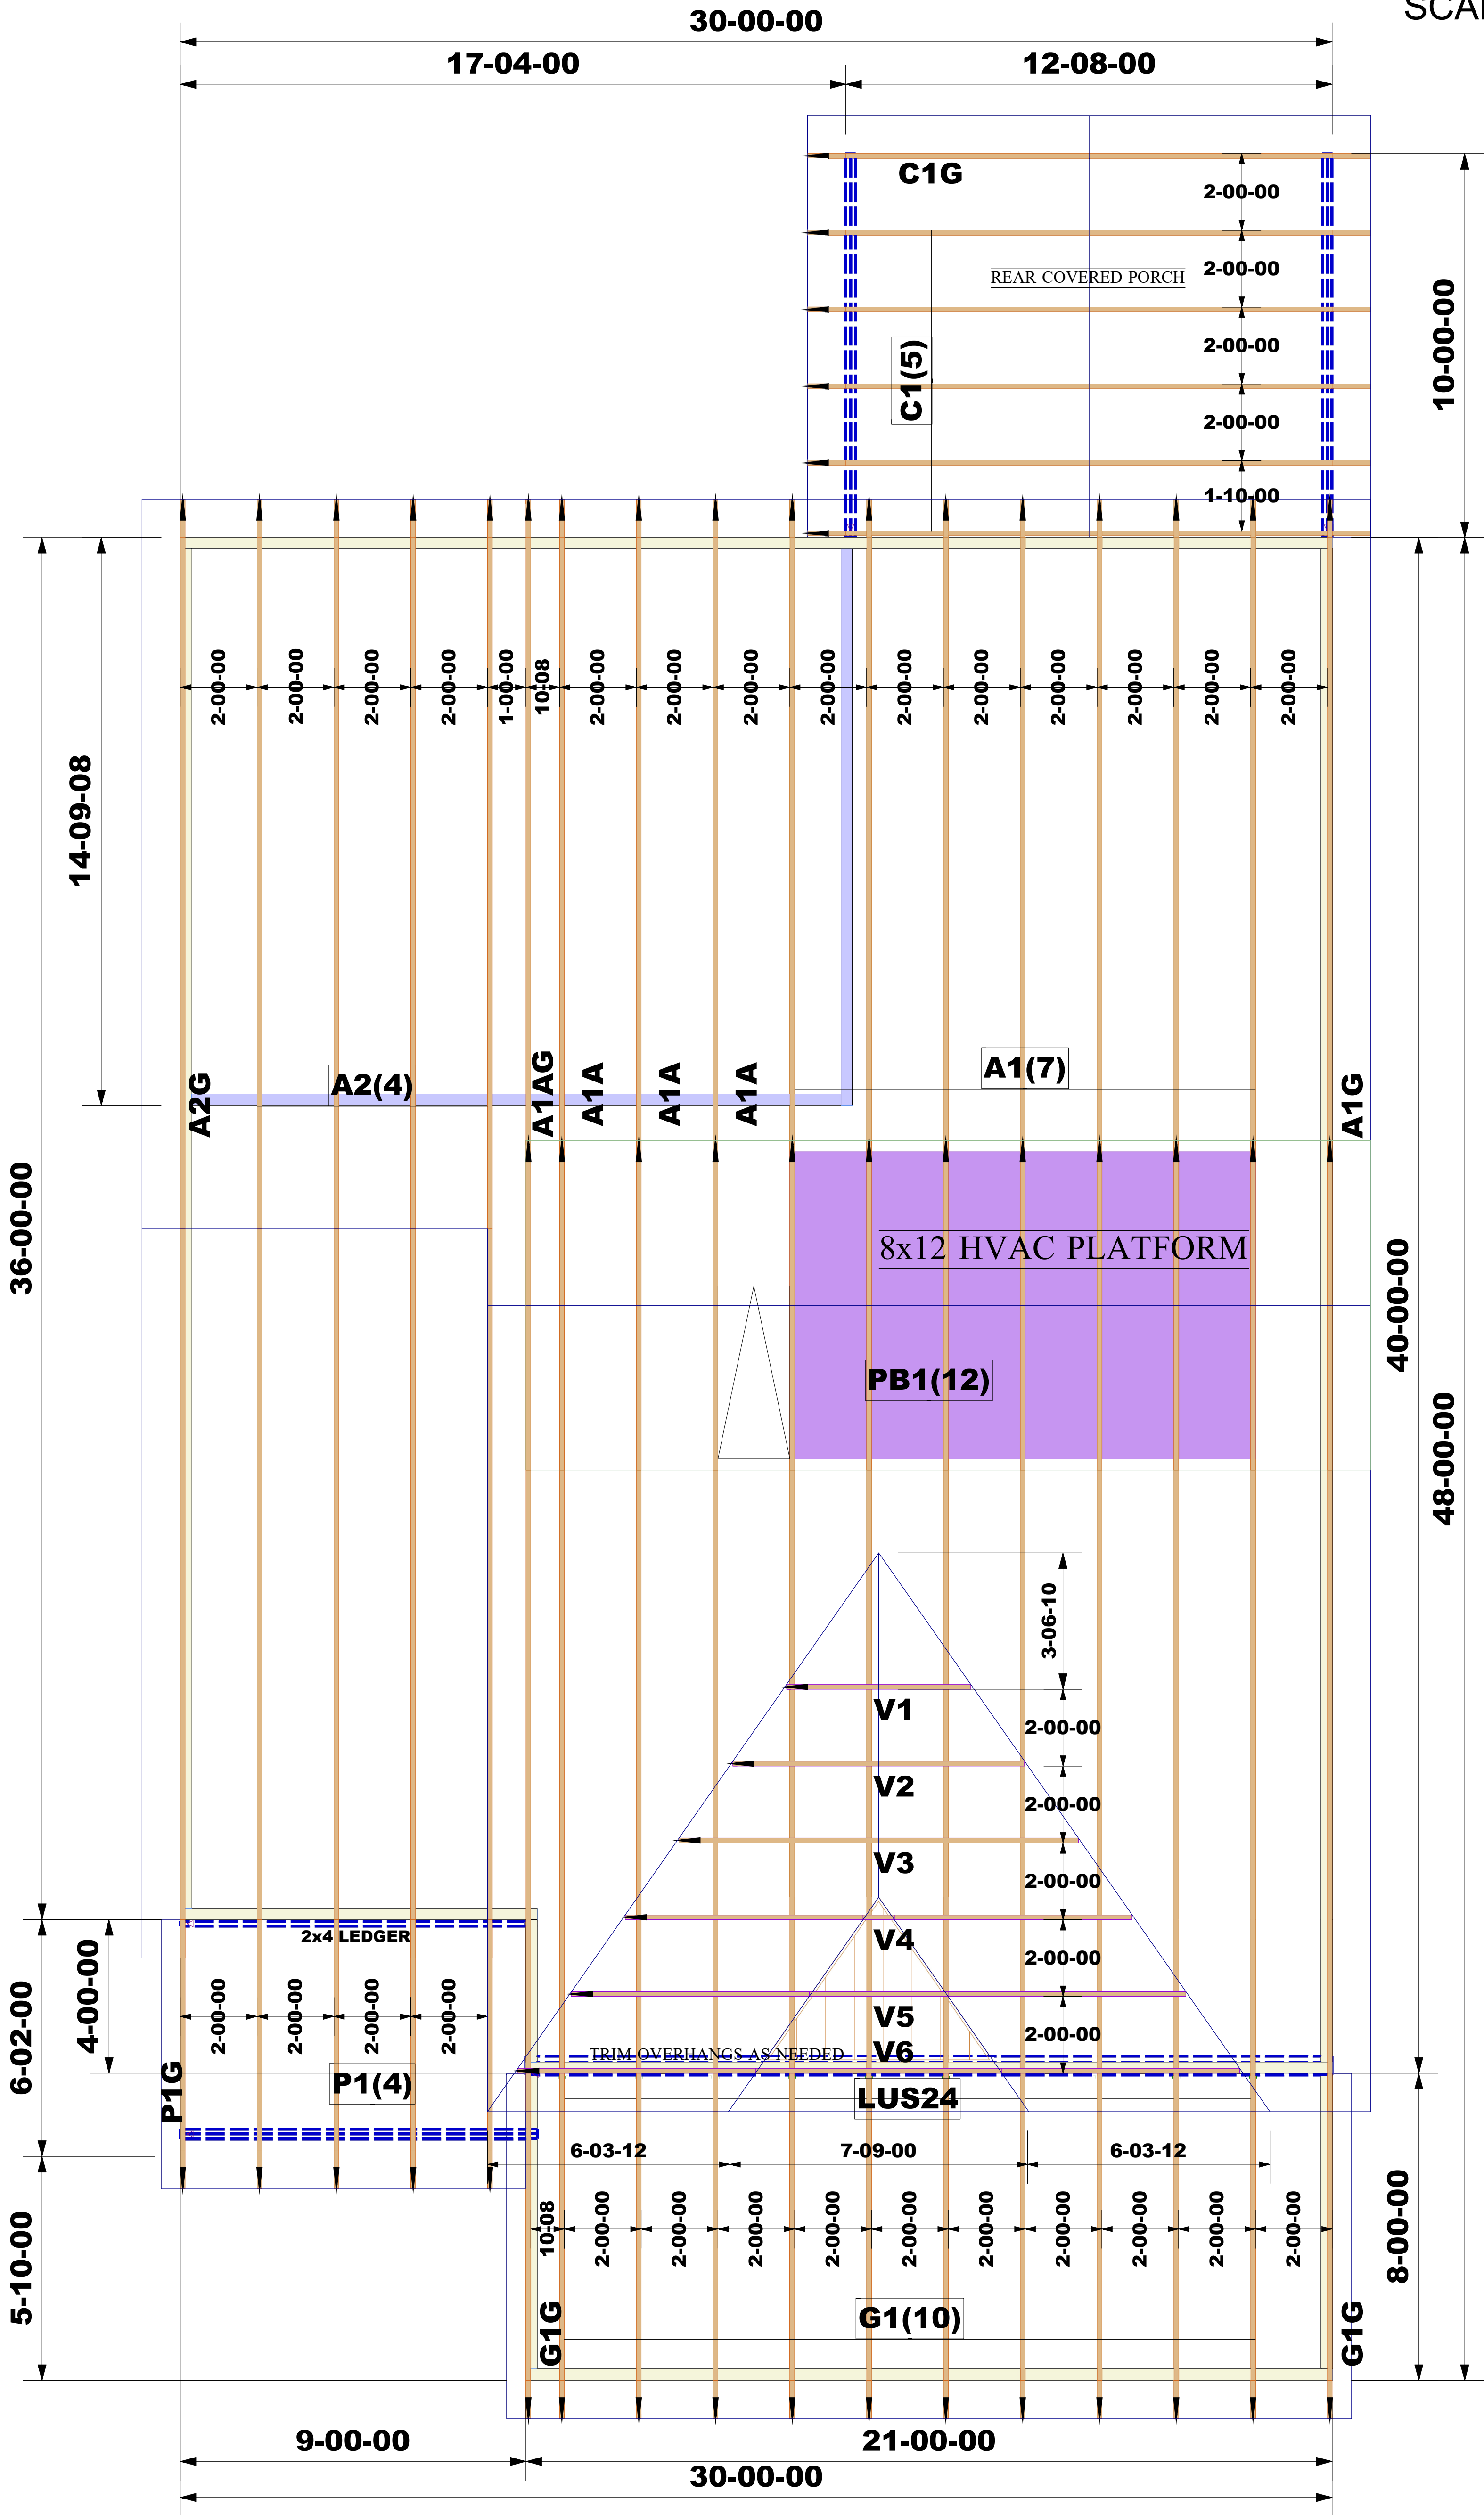 SCAL
30-00-00
17-04-00
12-08-00
C1G
2-00-00
2-00-00
REAR COVERED PORCH
10-00-00
2-00-00
C1(5)
2-00-00
1-10-00
2-00-00
2-00-00
2-00-00
2-00-00
1-00-00
10-08
2-00-00
2-00-00
2-00-00
2-00-00
2-00-00
2-00-00
2-00-00
2-00-00
2-00-00
2-00-00
14-09-08
A2G
A2(4)
A1AG
A1A
A1A
A1A
A1(7)
A1G
36-00-00
8x12 HVAC PLATFORM
40-00-00
PB1(12)
48-00-00
3-06-10
V1
2-00-00
V2
2-00-00
V3
2-00-00
2x4 LEDGER
V4
2-00-00
4-00-00
6-02-00
2-00-00
2-00-00
2-00-00
2-00-00
V5
2-00-00
TRIM OVERHANGS AS NEEDED
V6
P1G
P1(4)
LUS24
6-03-12
7-09-00
6-03-12
8-00-00
5-10-00
10-08
2-00-00
2-00-00
2-00-00
2-00-00
2-00-00
2-00-00
2-00-00
2-00-00
2-00-00
2-00-00
G1G
G1(10)
G1G
9-00-00
21-00-00
30-00-00